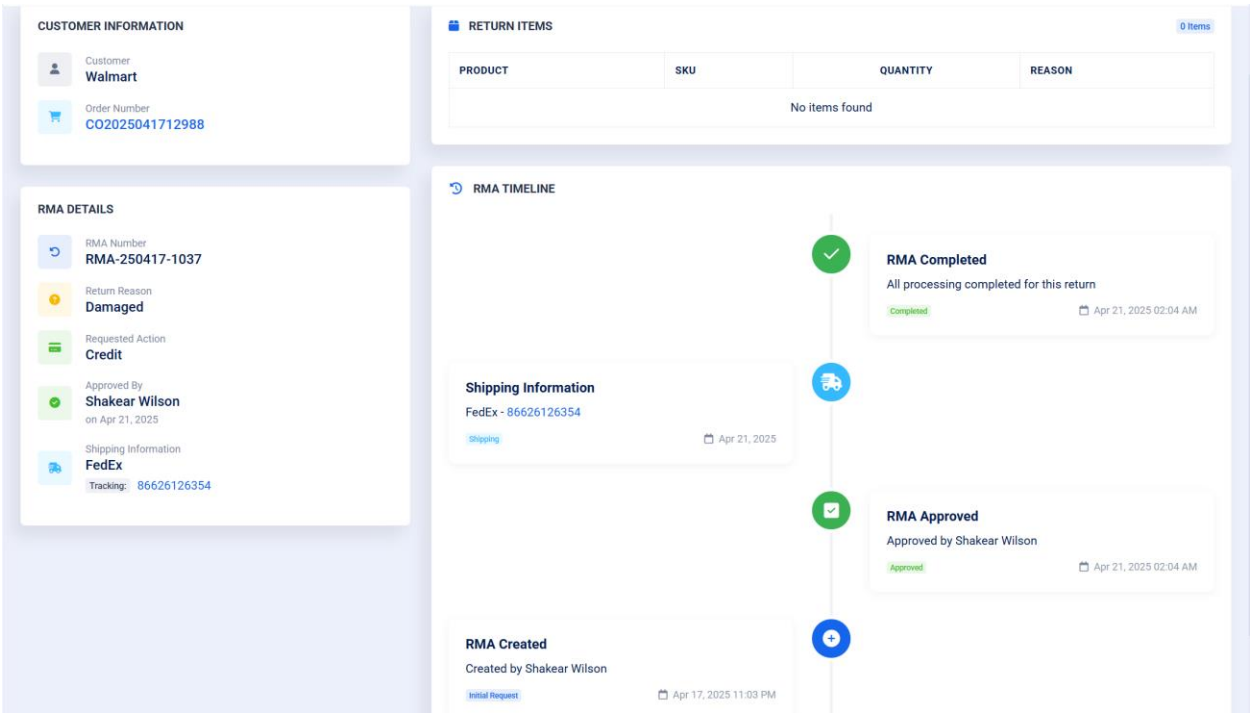 CUSTOMER INFORMATION
Customer
Walmart
Order Number
CO2025041712988
RMA DETAILS
RMA Number
RMA-250417-1037
Return Reason
Damaged
Requested Action
Credit
Approved By
Shakear Wilson
on Apr 21, 2025
Shipping Information
FedEx
Tracking: 86626126354
RETURN ITEMS
0 Items
PRODUCT SKU QUANTITY REASON
No items found
RMA TIMELINE
RMA Completed
All processing completed for this return
Completed Apr 21, 2025 02:04 AM
Shipping Information
FedEx - 86626126354
Shipping Apr 21, 2025
RMA Approved
Approved by Shakear Wilson
Approved Apr 21, 2025 02:04 AM
RMA Created
Created by Shakear Wilson
Initial Request Apr 17, 2025 11:03 PM